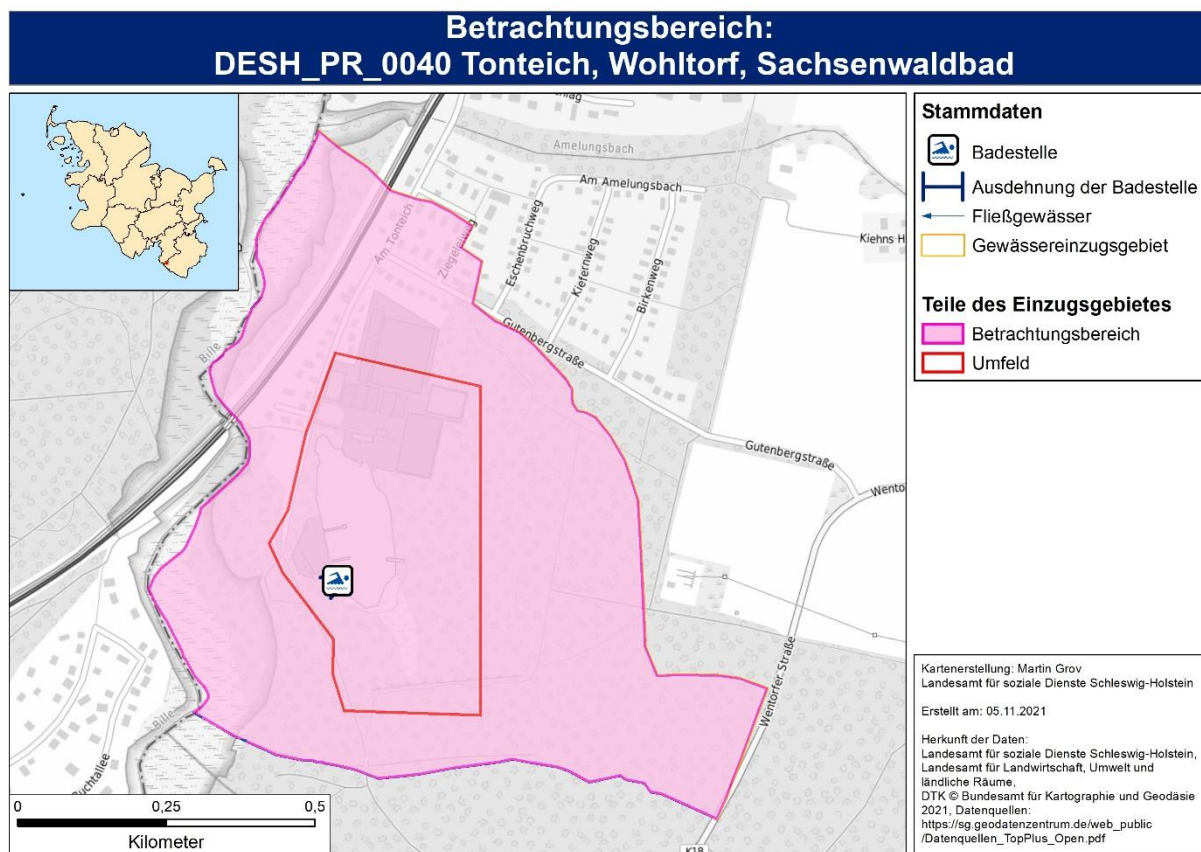 Betrachtungsbereich:
DESH_PR_0040 Tonteich, Wohltorf, Sachsenwaldbad
Amelungsbach
Am Amelungsbach
Kiehns H
Am Tonteich
Ziegeleiweg
Eschenbruchweg
Kiefernweg
Birkenweg
Gutenbergstraße
Bille
Gutenbergstraße
Wento
Wentorfer Straße
Bille
K18
0
0,25
0,5
Kilometer
Stammdaten
Badestelle
Ausdehnung der Badestelle
Fließgewässer
Gewässereinzugsgebiet
Teile des Einzugsgebietes
Betrachtungsbereich
Umfeld
Kartenerstellung: Martin Grov
Landesamt für soziale Dienste Schleswig-Holstein
Erstellt am: 05.11.2021
Herkunft der Daten:
Landesamt für soziale Dienste Schleswig-Holstein,
Landesamt für Landwirtschaft, Umwelt und
ländliche Räume,
DTK © Bundesamt für Kartographie und Geodäsie
2021, Datenquellen:
https://sg.geodatenzentrum.de/web_public
/Datenquellen_TopPlus_Open.pdf